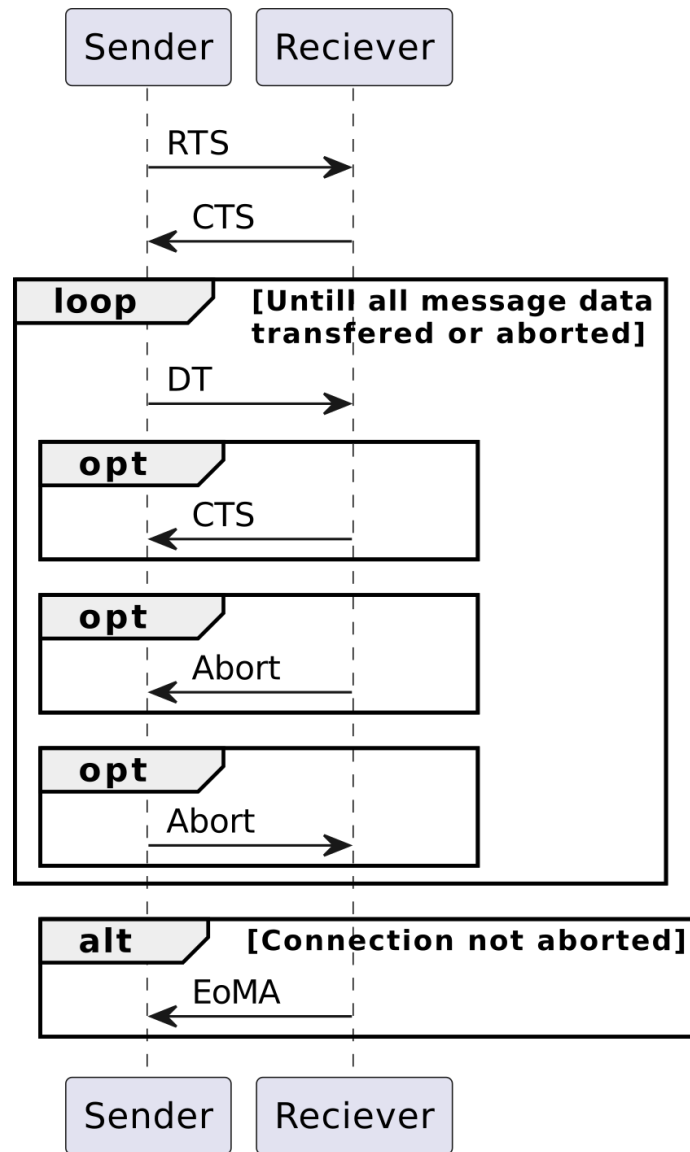 Sender Reciever
RTS
CTS
loop [Untill all message data
transfered or aborted]
DT
opt
CTS
opt
Abort
opt
Abort
alt [Connection not aborted]
EoMA
Sender Reciever